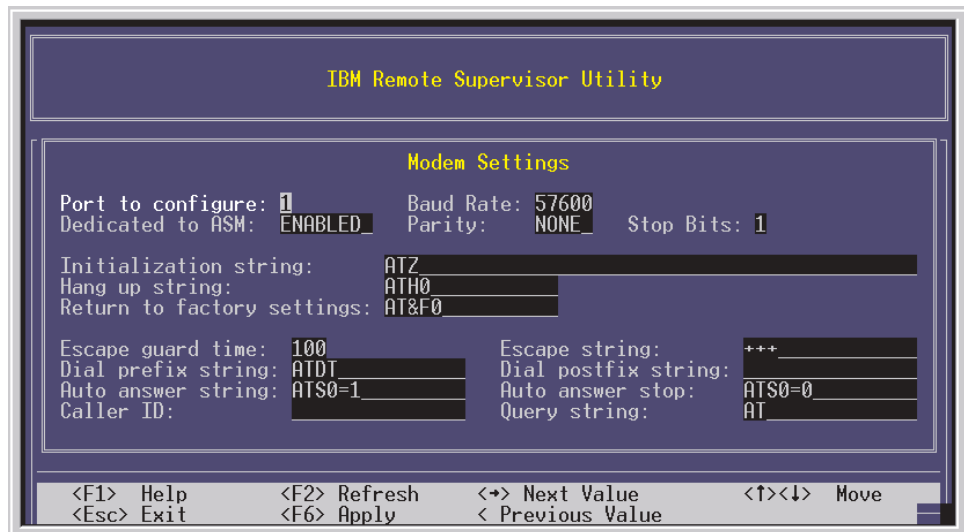 IBM Remote Supervisor Utility
Modem Settings
Port to configure: 1 Baud Rate: 57600
Dedicated to ASM: ENABLED_ Parity: NONE_ Stop Bits: 1
Initialization string: ATZ
Hang up string: ATH0
Return to factory settings: AT&F0
Escape guard time: 100 Escape string: +++
Dial prefix string: ATDT Dial postfix string:
Auto answer string: ATS0=1 Auto answer stop: ATS0=0
Caller ID: Query string: AT
<F1> Help <F2> Refresh <→> Next Value <↑><↓> Move
<Esc> Exit <F6> Apply < Previous Value